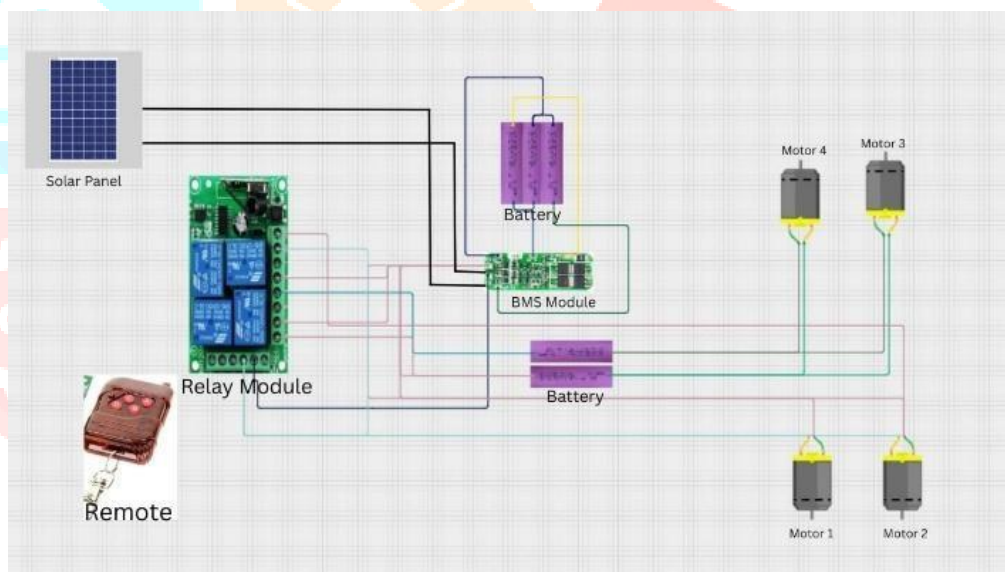 Solar Panel
Battery
Motor 4
Motor 3
BMS Module
Relay Module
Battery
Remote
Motor 1
Motor 2